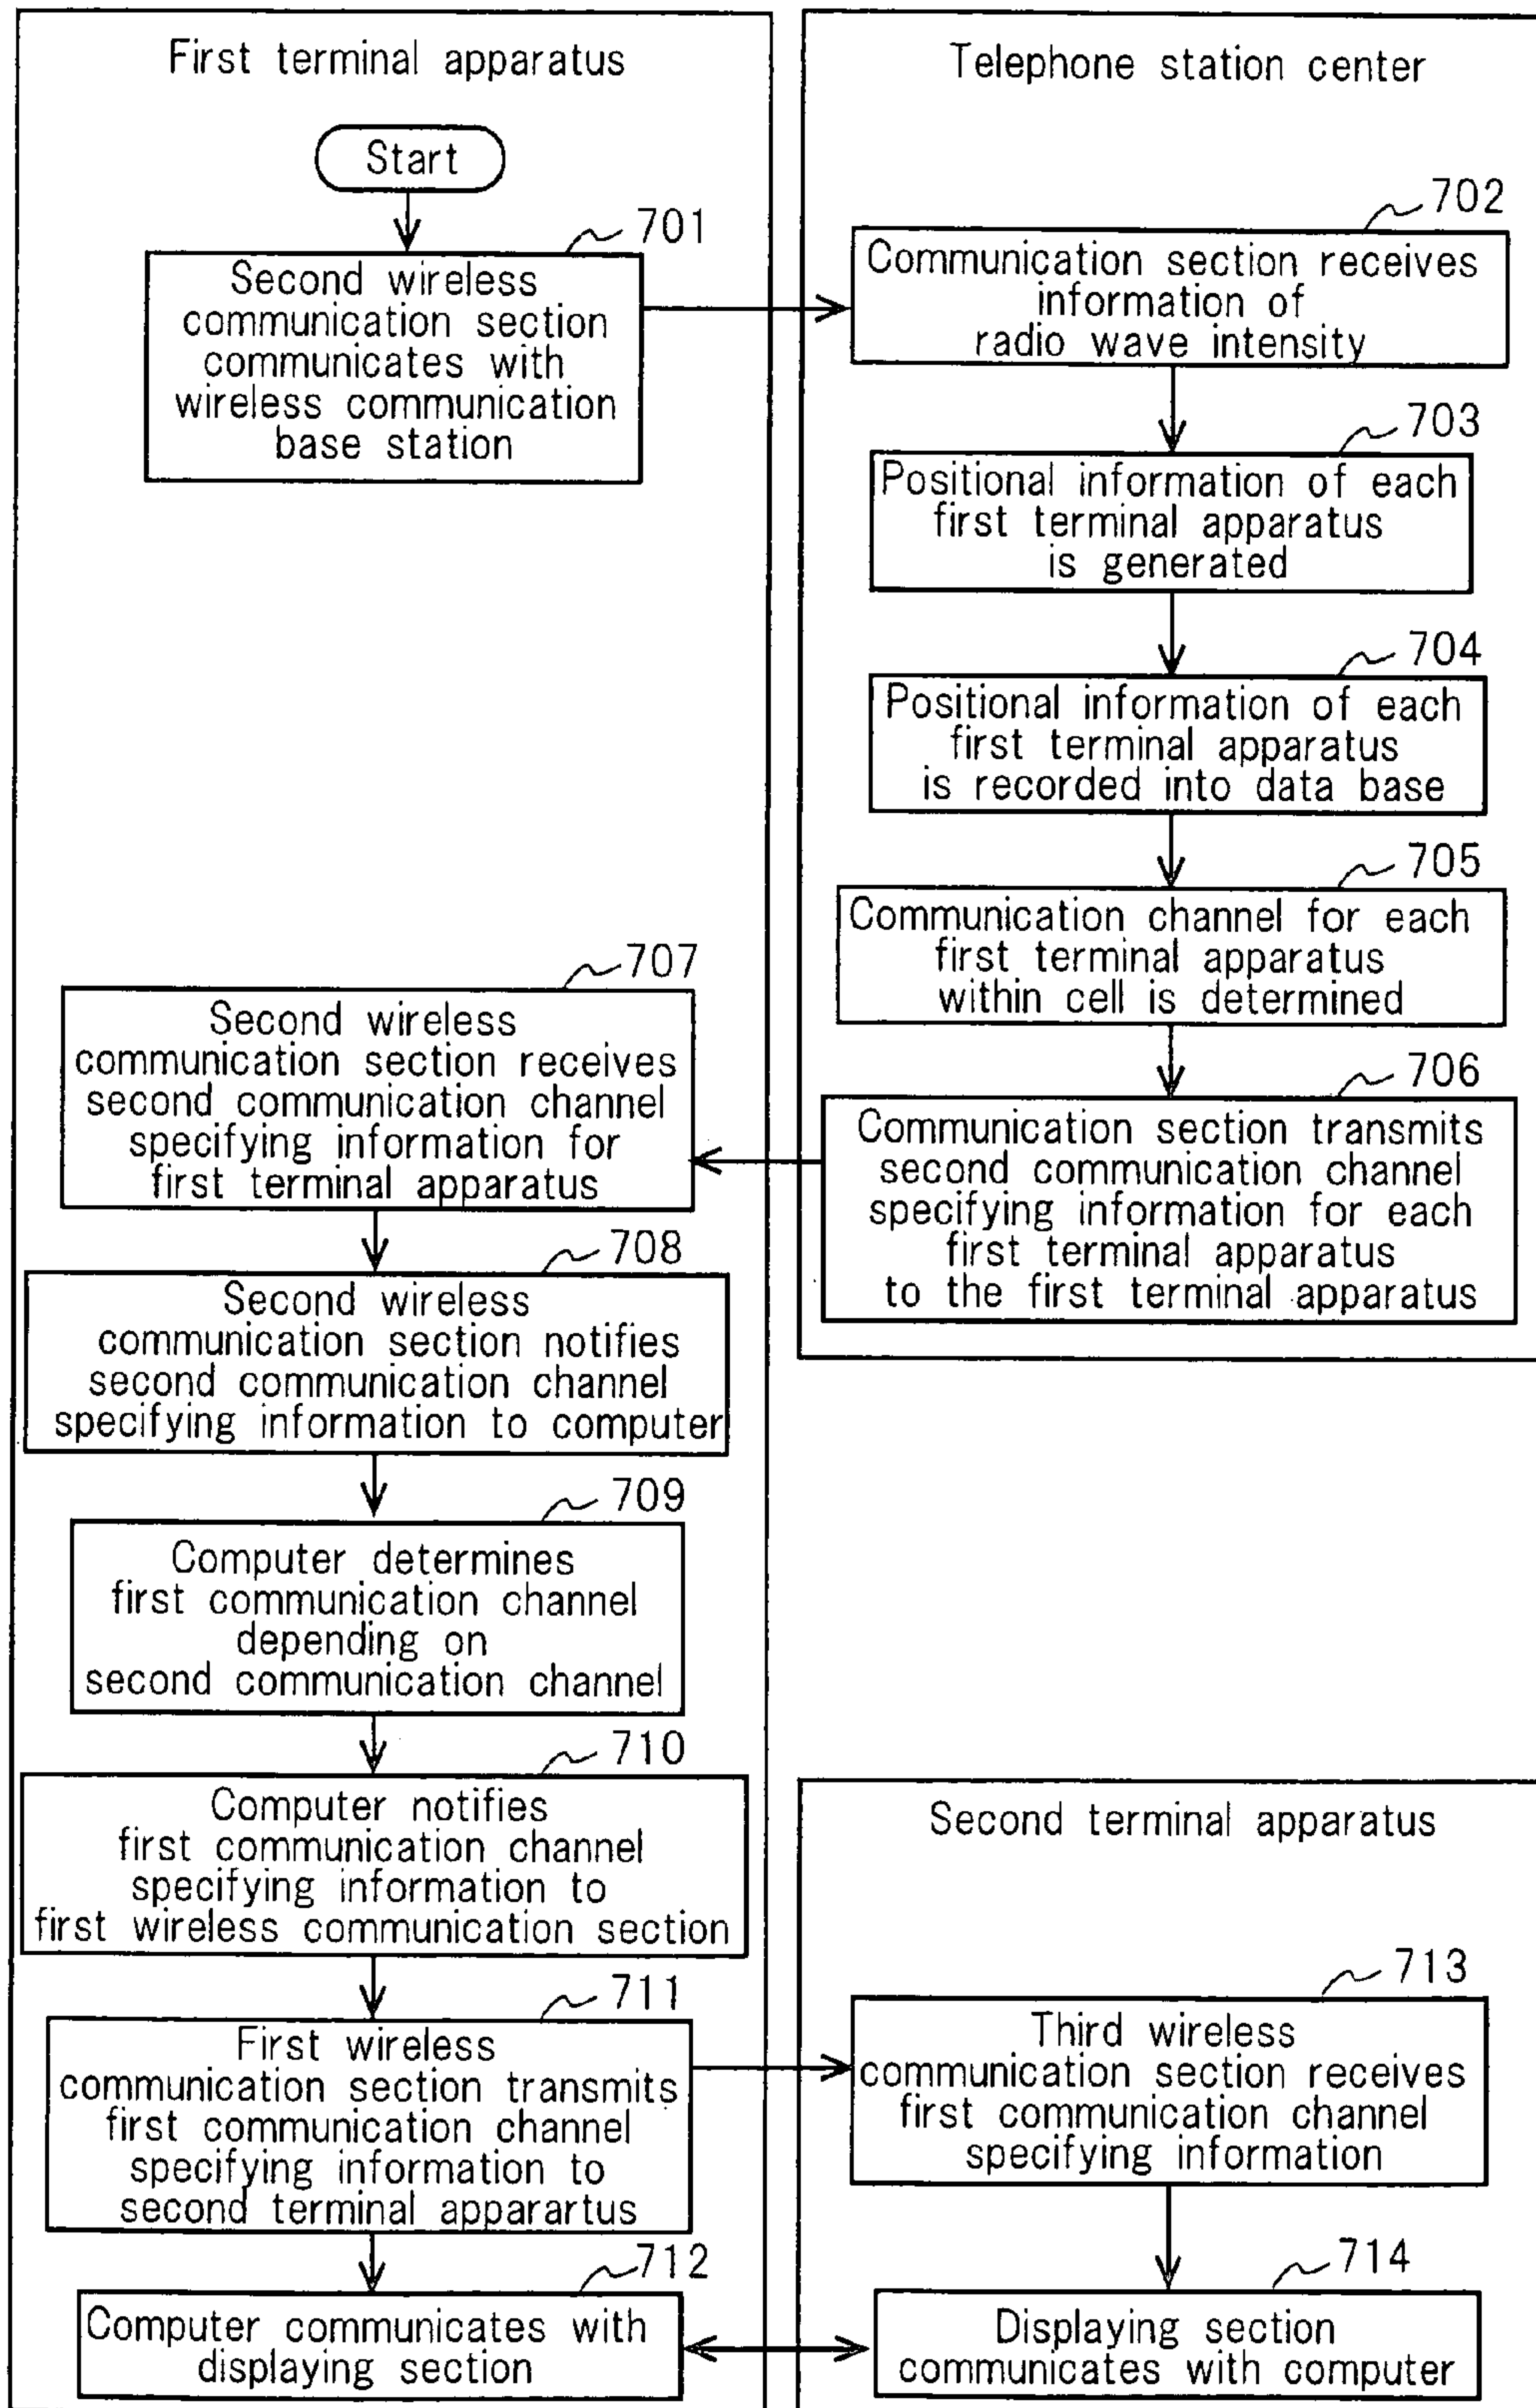 First terminal apparatus
Start
701
Second wireless
communication section
communicates with
wireless communication
base station
Telephone station center
702
Communication section receives
information of
radio wave intensity
703
Positional information of each
first terminal apparatus
is generated
704
Positional information of each
first terminal apparatus
is recorded into data base
705
Communication channel for each
first terminal apparatus
within cell is determined
706
Communication section transmits
second communication channel
specifying information for each
first terminal apparatus
to the first terminal apparatus
707
Second wireless
communication section receives
second communication channel
specifying information for
first terminal apparatus
708
Second wireless
communication section notifies
second communication channel
specifying information to computer
709
Computer determines
first communication channel
depending on
second communication channel
710
Computer notifies
first communication channel
specifying information to
first wireless communication section
711
First wireless
communication section transmits
first communication channel
specifying information to
second terminal apparartus
712
Computer communicates with
displaying section
Second terminal apparatus
713
Third wireless
communication section receives
first communication channel
specifying information
714
Displaying section
communicates with computer